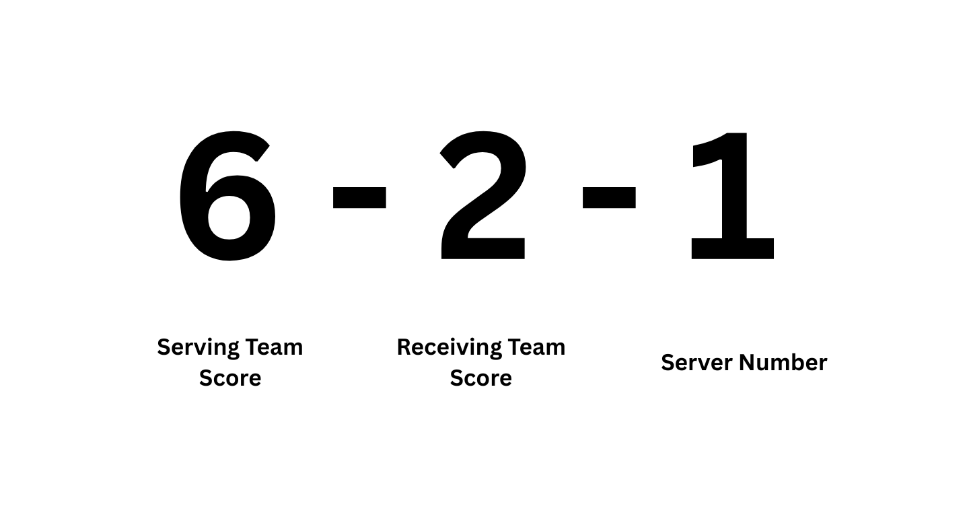 6 - 2 - 1
Serving Team
Score
Receiving Team
Score
Server Number